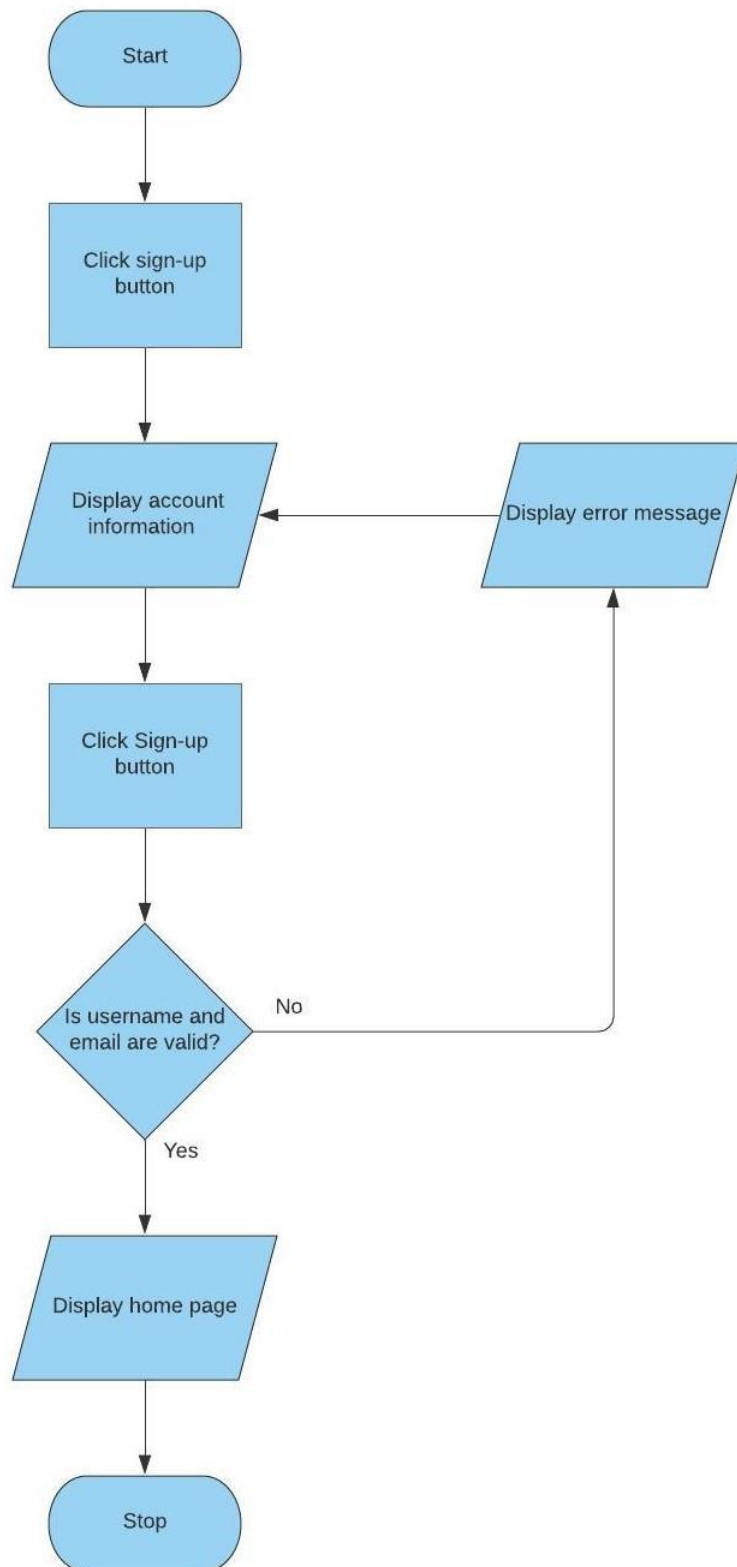 Start
Click sign-up
button
Display account
information
Display error message
Click Sign-up
button
Is username and
email are valid?
No
Yes
Display home page
Stop